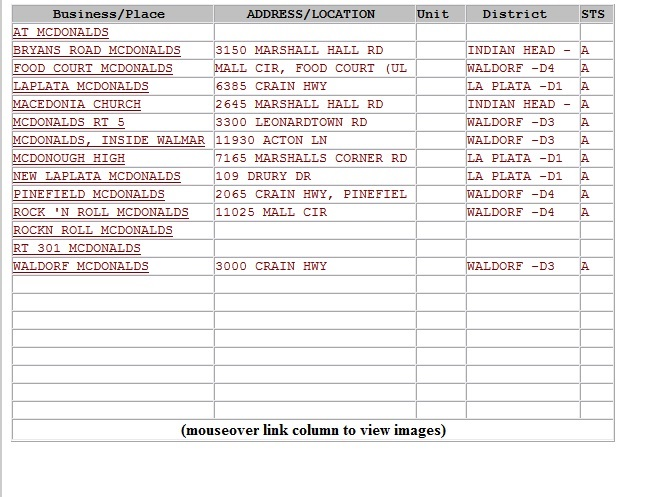 Business/Place ADDRESS/LOCATION Unit District STS
AT MCDONALDS
BRYANS ROAD MCDONALDS 3150 MARSHALL HALL RD INDIAN HEAD - A
FOOD COURT MCDONALDS MALL CIR, FOOD COURT (UL WALDORF -D4 A
LAPLATA MCDONALDS 6385 CRAIN HWY LA PLATA -D1 A
MACEDONIA CHURCH 2645 MARSHALL HALL RD INDIAN HEAD - A
MCDONALDS RT 5 3300 LEONARDTOWN RD WALDORF -D3 A
MCDONALDS, INSIDE WALMAR 11930 ACTON LN WALDORF -D3 A
MCDONOUGH HIGH 7165 MARSHALLS CORNER RD LA PLATA -D1 A
NEW LAPLATA MCDONALDS 109 DRURY DR LA PLATA -D1 A
PINEFIELD MCDONALDS 2065 CRAIN HWY, PINEFIEL WALDORF -D4 A
ROCK 'N ROLL MCDONALDS 11025 MALL CIR WALDORF -D4 A
ROCKN ROLL MCDONALDS
RT 301 MCDONALDS
WALDORF MCDONALDS 3000 CRAIN HWY WALDORF -D3 A
(mouseover link column to view images)